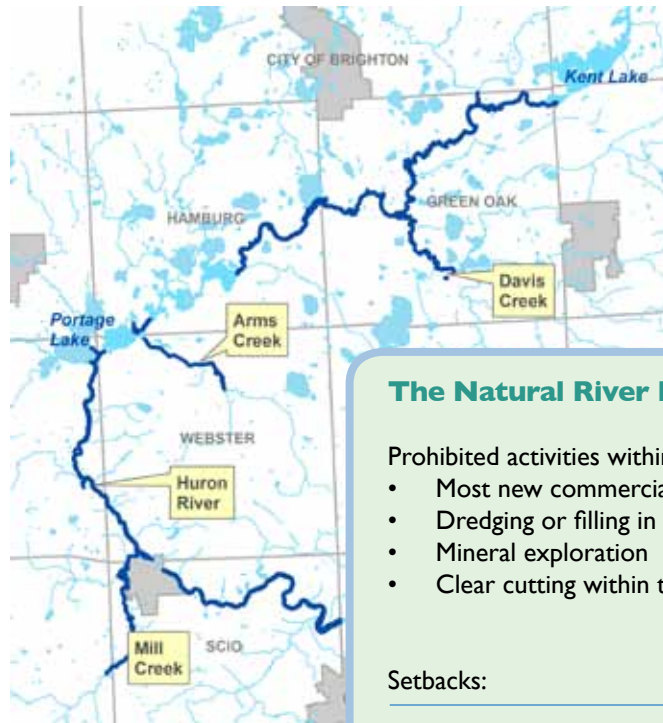 CITY OF BRIGHTON
Kent Lake
GREEN OAK
HAMBURG
Davis
Creek
Portage
Lake
Arms
Creek
WEBSTER
Huron
River
Mill
Creek
SCIO
The Natural River
Prohibited activities within
• Most new commercia
• Dredging or filling in
• Mineral exploration
• Clear cutting within t
Setbacks: